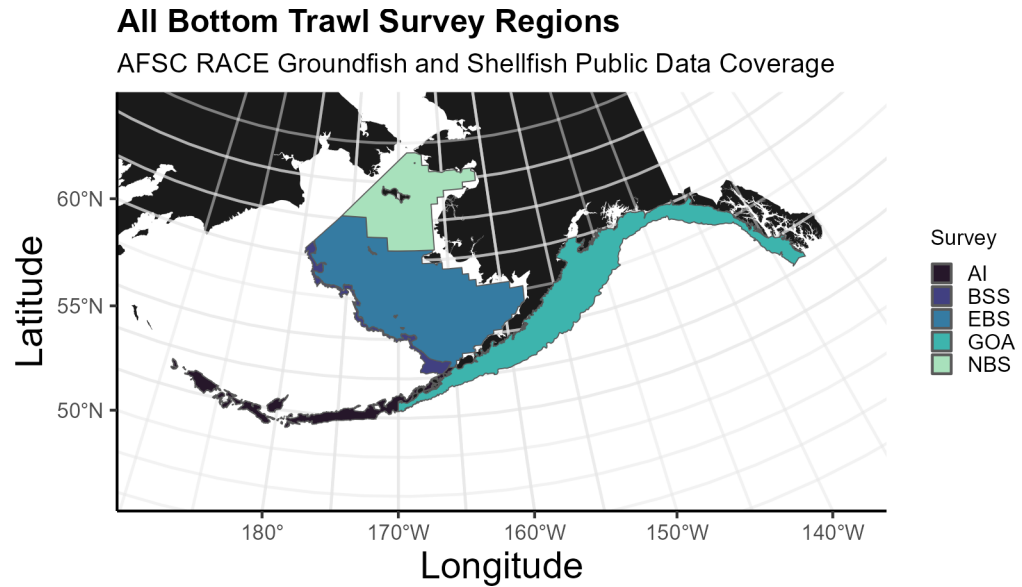 All Bottom Trawl Survey Regions
AFSC RACE Groundfish and Shellfish Public Data Coverage
60°N
55°N
50°N
Latitude
180°
170°W
160°W
150°W
140°W
Longitude
Survey
AI
BSS
EBS
GOA
NBS